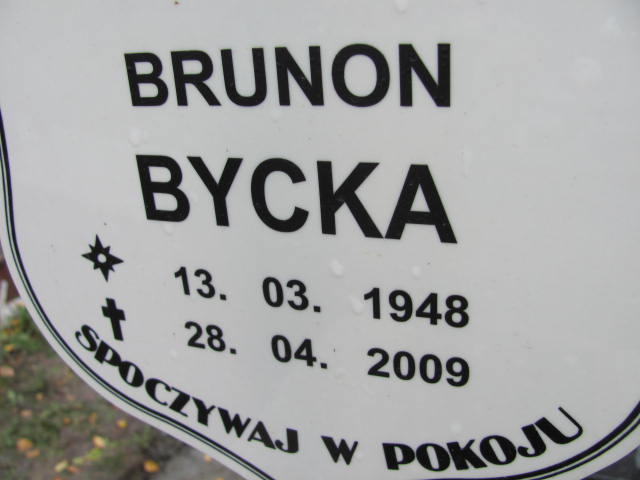 BRUNON
BYCKA
13. 03. 1948
28. 04. 2009
SPOCZYWAJ W POKOJU